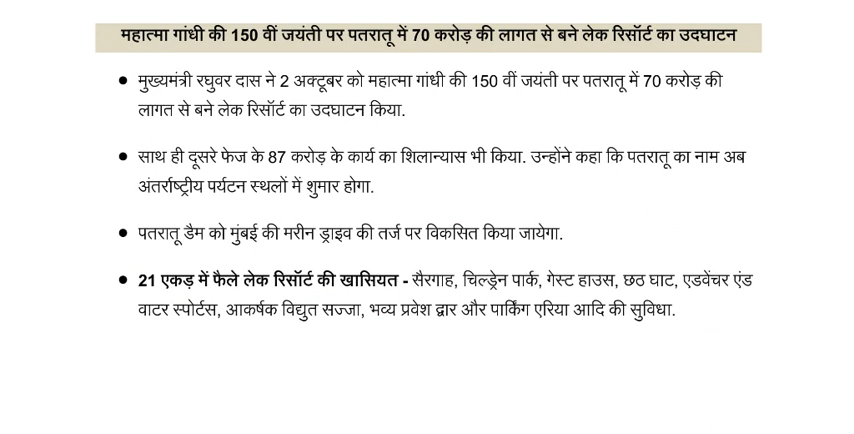 महात्मा गांधी की 150 वीं जयंती पर पतरातू में 70 करोड़ की लागत से बने लेक रिसॉर्ट का उदघाटन
● मुख्यमंत्री रघुवर दास ने 2 अक्टूबर को महात्मा गांधी की 150 वीं जयंती पर पतरातू में 70 करोड़ की
लागत से बने लेक रिसॉर्ट का उदघाटन किया.
● साथ ही दूसरे फेज के 87 करोड़ के कार्य का शिलान्यास भी किया. उन्होंने कहा कि पतरातू का नाम अब
अंतर्राष्ट्रीय पर्यटन स्थलों में शुमार होगा.
● पतरातू डैम को मुंबई की मरीन ड्राइव की तर्ज पर विकसित किया जायेगा.
● 21 एकड़ में फैले लेक रिसॉर्ट की खासियत - सैरगाह, चिल्ड्रेन पार्क, गेस्ट हाउस, छठ घाट, एडवेंचर एंड
वाटर स्पोर्टस, आकर्षक विद्युत सज्जा, भव्य प्रवेश द्वार और पार्किंग एरिया आदि की सुविधा.